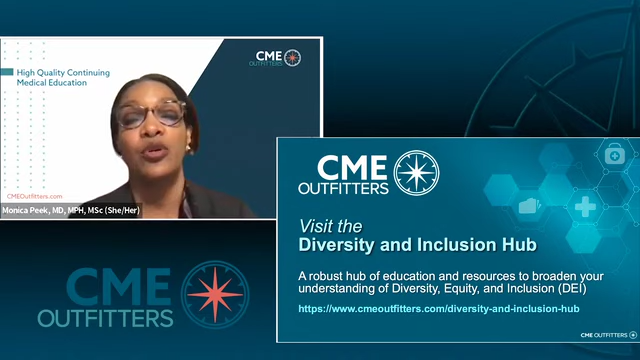 CME
OUTFITTERS
High Quality Continuing
Medical Education
CMEOutfitters.com
Monica Peek, MD, MPH, MSc (She/Her)
CME
OUTFITTERS
CME
OUTFITTERS
Visit the
Diversity and Inclusion Hub
A robust hub of education and resources to broaden your
understanding of Diversity, Equity, and Inclusion (DEI)
https://www.cmeoutfitters.com/diversity-and-inclusion-hub
CME OUTFITTERS